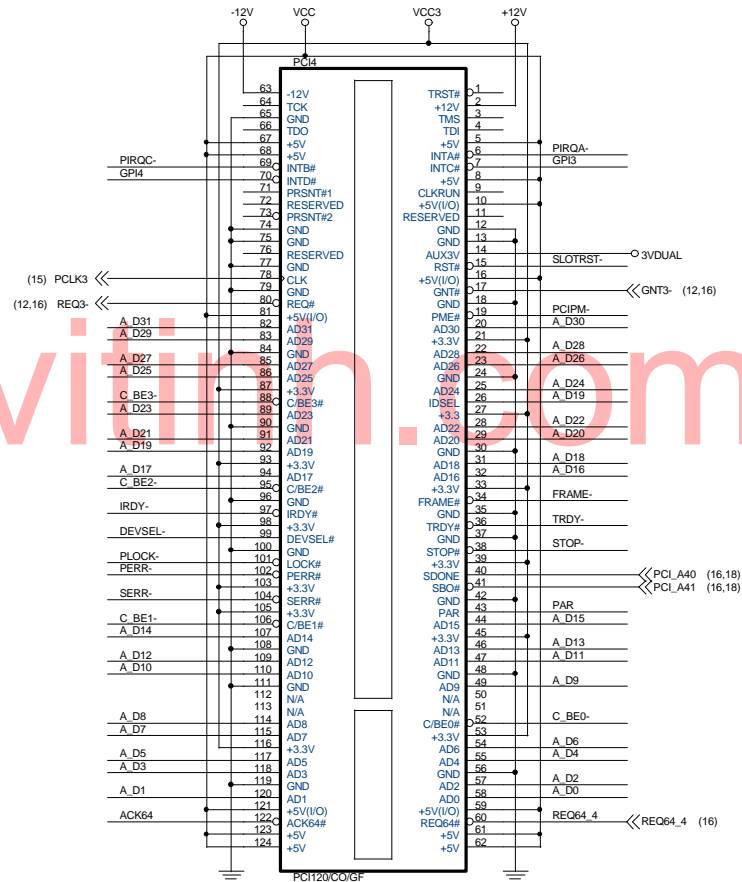 -12V VCC VCC3 +12V
PCI4
63 -12V TRST# 1
64 TCK +12V 2
65 GND TMS 3
66 TDO TDI 4
67 +5V +5V 5
PIRQC- 68 +5V INTA# 6 PIRQA-
GPI4 69 INTB# INTC# 7 GPI3
70 INTD# +5V 8
71 PRSNT#1 CLKRUN 9
72 RESERVED +5V(I/O) 10
73 PRSNT#2 RESERVED 11
74 GND GND 12
75 GND GND 13
76 RESERVED AUX3V 14 3VDUAL
77 GND RST# 15 SLOTRST-
(15) PCLK3 78 CLK +5V(I/O) 16
79 GND GNT# 17 GNT3- (12,16)
(12,16) REQ3- 80 REQ# GND 18
81 +5V(I/O) PME# 19 PCIPM-
A_D31 82 AD31 AD30 20 A_D30
A_D29 83 AD29 +3.3V 21
84 GND AD28 22 A_D28
A_D27 85 AD27 AD26 23 A_D26
A_D25 86 AD25 GND 24
87 +3.3V AD24 25 A_D24
C_BE3- 88 C/BE3# IDSEL 26 A_D19
A_D23 89 AD23 +3.3 27
90 GND AD22 28 A_D22
A_D21 91 AD21 AD20 29 A_D20
A_D19 92 AD19 GND 30
93 +3.3V AD18 31 A_D18
A_D17 94 AD17 AD16 32 A_D16
C_BE2- 95 C/BE2# +3.3V 33
96 GND FRAME# 34 FRAME-
IRDY- 97 IRDY# GND 35
98 +3.3V TRDY# 36 TRDY-
DEVSEL- 99 DEVSEL# GND 37
100 GND STOP# 38 STOP-
PLOCK- 101 LOCK# +3.3V 39
PERR- 102 PERR# SDONE 40 PCI_A40 (16,18)
103 +3.3V SBO# 41 PCI_A41 (16,18)
SERR- 104 SERR# GND 42
105 +3.3V PAR 43 PAR
C_BE1- 106 C/BE1# AD15 44 A_D15
A_D14 107 AD14 +3.3V 45
108 GND AD13 46 A_D13
A_D12 109 AD12 AD11 47 A_D11
A_D10 110 AD10 GND 48
111 GND AD9 49 A_D9
112 N/A N/A 50
113 N/A N/A 51
A_D8 114 AD8 C/BE0# 52 C_BE0-
A_D7 115 AD7 +3.3V 53
116 +3.3V AD6 54 A_D6
A_D5 117 AD5 AD4 55 A_D4
A_D3 118 AD3 GND 56
119 GND AD2 57 A_D2
A_D1 120 AD1 AD0 58 A_D0
121 +5V(I/O) +5V(I/O) 59
ACK64 122 ACK64# REQ64# 60 REQ64_4 REQ64_4 (16)
123 +5V +5V 61
124 +5V +5V 62
PCI120/CO/GF
vitinh.com